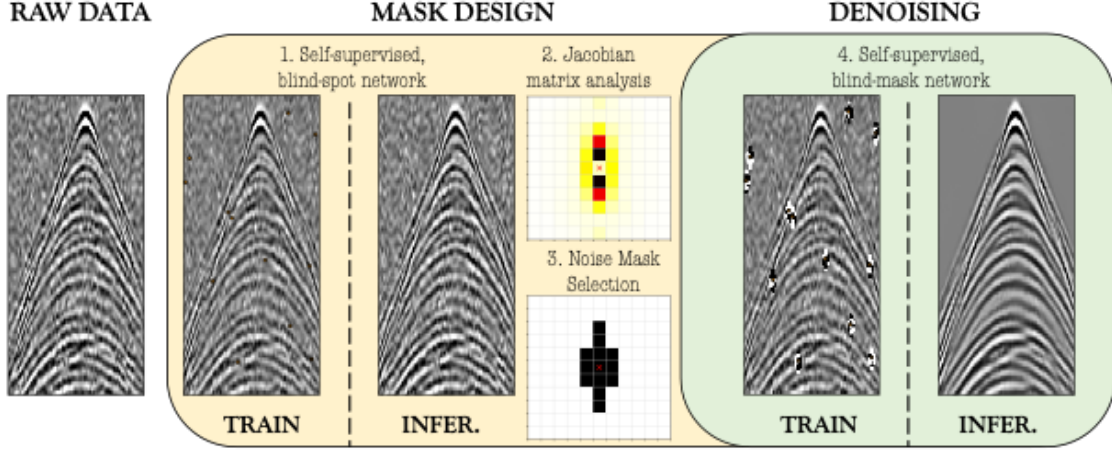 RAW DATA
MASK DESIGN
DENOISING
1. Self-supervised,
blind-spot network
2. Jacobian
matrix analysis
3. Noise Mask
Selection
TRAIN
INFER.
4. Self-supervised,
blind-mask network
TRAIN
INFER.